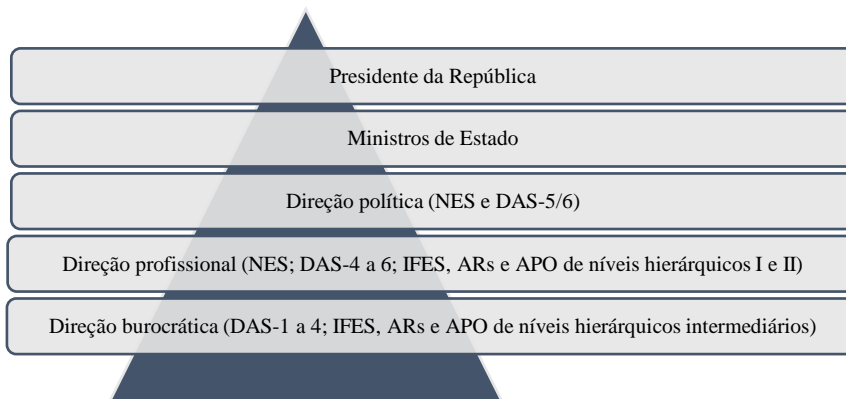 Presidente da República
Ministros de Estado
Direção política (NES e DAS-5/6)
Direção profissional (NES; DAS-4 a 6; IFES, ARs e APO de níveis hierárquicos I e II)
Direção burocrática (DAS-1 a 4; IFES, ARs e APO de níveis hierárquicos intermediários)